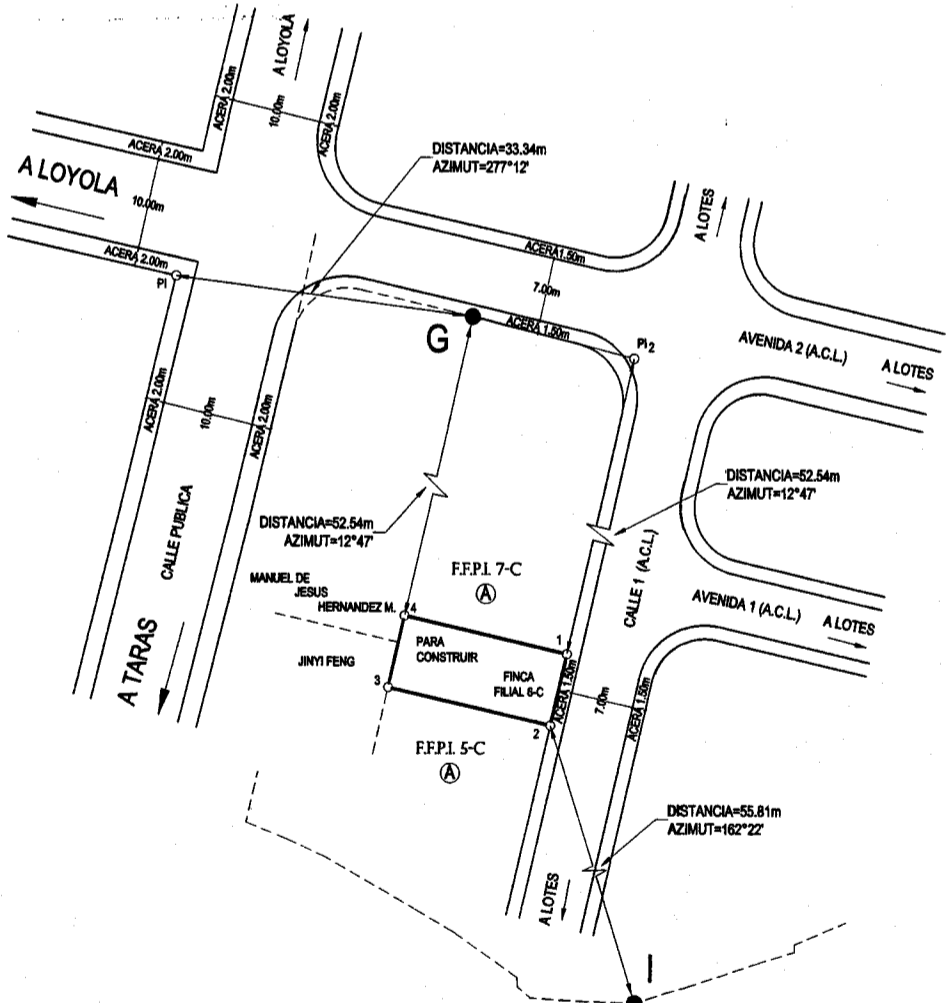 A LOYOLA
ACERA 2.00m
ACERA 2.00m
10.00m
DISTANCIA=33.34m
AZIMUT=277°12'
ACERA 2.00m
A LOYOLA
10.00m
A LOTES
ACERA 2.00m
PI
ACERA 1.50m
7.00m
ACERA 1.50m
G
PI2
AVENIDA 2 (A.C.L.)
A LOTES
ACERA 2.00m
10.00m
ACERA 2.00m
DISTANCIA=52.54m
AZIMUT=12°47'
DISTANCIA=52.54m
AZIMUT=12°47'
CALLE PUBLICA
F.F.P.I. 7-C
A
CALLE 1 (A.C.L.)
MANUEL DE
JESUS
HERNANDEZ M.
4
AVENIDA 1 (A.C.L.)
A LOTES
PARA
CONSTRUIR
1
JINYI FENG
FINCA
FILIAL 6-C
A TARAS
3
ACERA 1.50m
7.00m
ACERA 1.50m
2
F.F.P.I. 5-C
A
DISTANCIA=55.81m
AZIMUT=162°22'
A LOTES
I